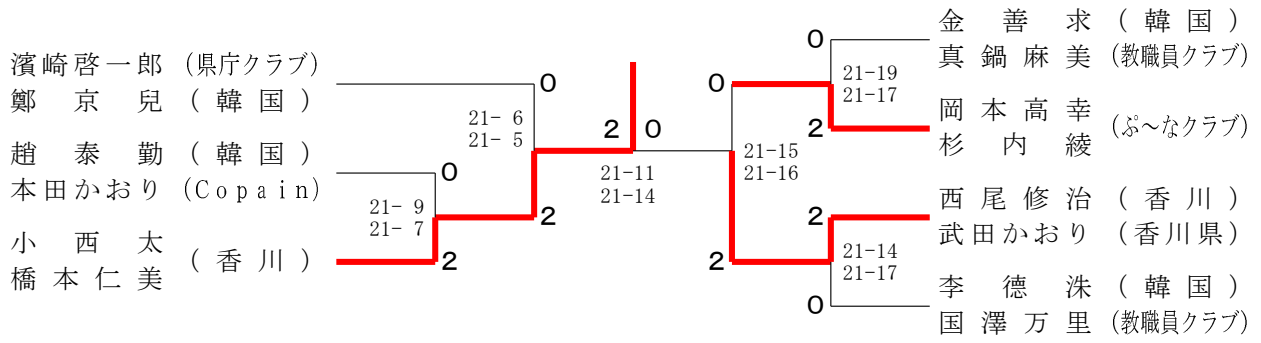 濱崎啓一郎 (県庁クラブ)
鄭京兒 (韓国)
趙泰勤 (韓国)
本田かおり (Copain)
小西太
橋本仁美
(香川)
0
21- 6
21- 5
0
21- 9
21- 7
2
2
2 0
21-11
21-14
0
21-15
21-16
2
0
21-19
21-17
2
2
21-14
21-17
0
金善求 (韓国)
真鍋麻美 (教職員クラブ)
岡本高幸
杉内綾
(ぷ～なクラブ)
西尾修治 (香川)
武田かおり (香川県)
李德洙 (韓国)
国澤万里 (教職員クラブ)